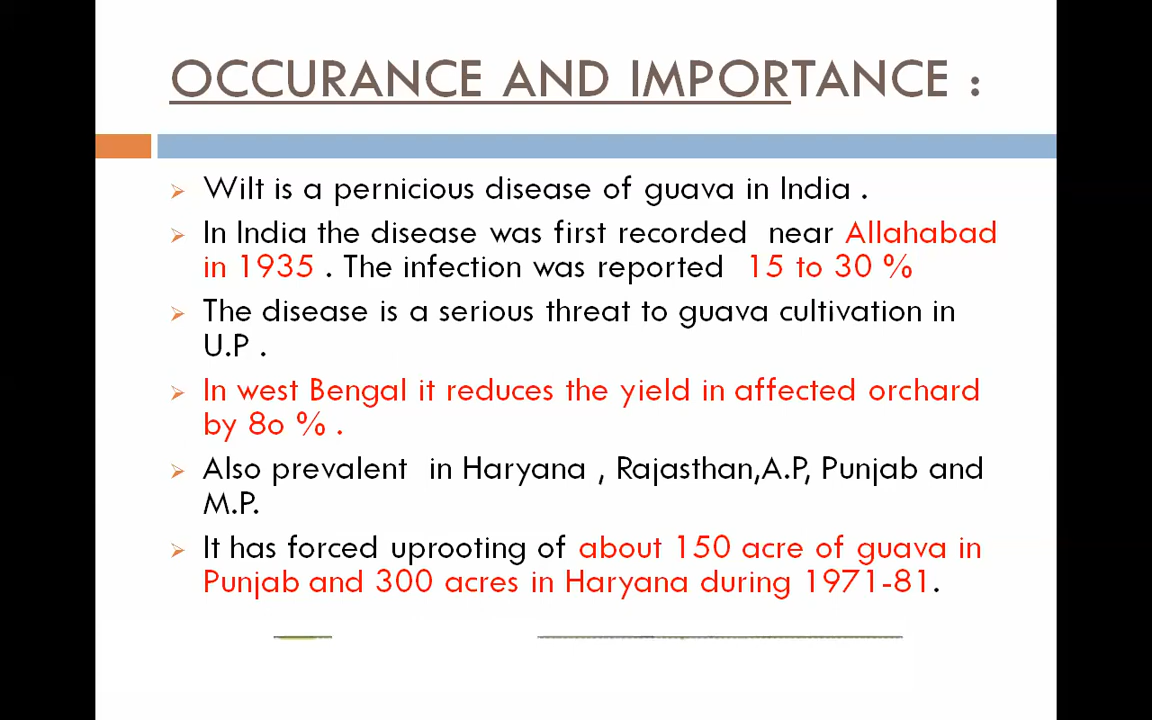 OCCURANCE AND IMPORTANCE :
Wilt is a pernicious disease of guava in India .
In India the disease was first recorded near Allahabad
in 1935 . The infection was reported 15 to 30 %
The disease is a serious threat to guava cultivation in
U.P .
In west Bengal it reduces the yield in affected orchard
by 8o % .
Also prevalent in Haryana , Rajasthan,A.P, Punjab and
M.P.
It has forced uprooting of about 150 acre of guava in
Punjab and 300 acres in Haryana during 1971-81.